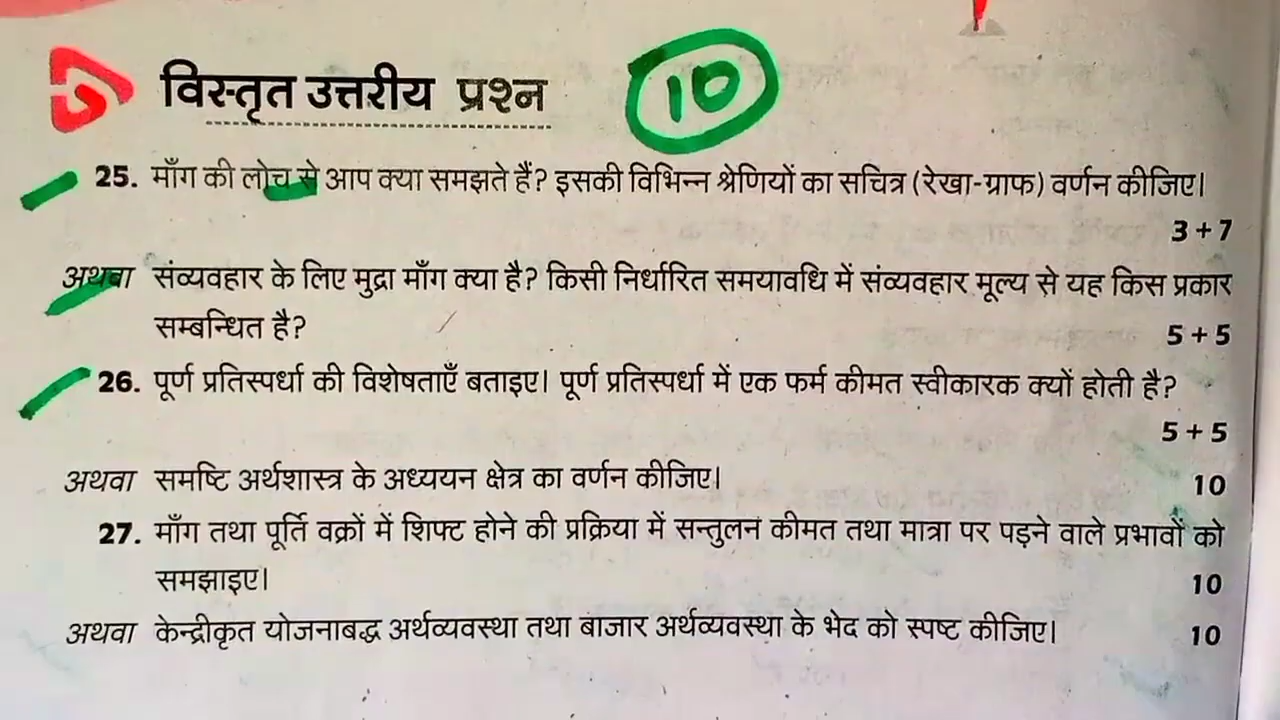 विस्तृत उत्तरीय प्रश्न 10
25. माँग की लोच से आप क्या समझते हैं? इसकी विभिन्न श्रेणियों का सचित्र (रेखा-ग्राफ) वर्णन कीजिए।
3 + 7
अथवा संव्यवहार के लिए मुद्रा माँग क्या है? किसी निर्धारित समयावधि में संव्यवहार मूल्य से यह किस प्रकार
सम्बन्धित है? 5 + 5
26. पूर्ण प्रतिस्पर्धा की विशेषताएँ बताइए। पूर्ण प्रतिस्पर्धा में एक फर्म कीमत स्वीकारक क्यों होती है?
5 + 5
अथवा समष्टि अर्थशास्त्र के अध्ययन क्षेत्र का वर्णन कीजिए। 10
27. माँग तथा पूर्ति वक्रों में शिफ्ट होने की प्रक्रिया में सन्तुलन कीमत तथा मात्रा पर पड़ने वाले प्रभावों को
समझाइए। 10
अथवा केन्द्रीकृत योजनाबद्ध अर्थव्यवस्था तथा बाजार अर्थव्यवस्था के भेद को स्पष्ट कीजिए। 10